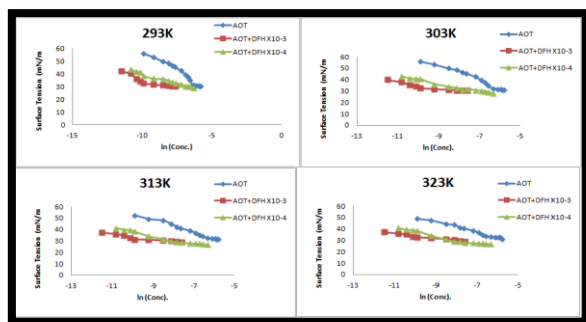 293K
Surface Tension (mN/m
60
50
40
30
20
10
0
-15
-10
-5
0
ln (Conc.)
AOT
AOT+DFH X10-3
AOT+DFH X10-4
303K
Surface Tension (mN/m
60
50
40
30
20
10
0
-13
-11
-9
-7
-5
ln (Conc.)
AOT
AOT+DFH X10-3
AOT+DFH X10-4
313K
Surface Tension (mN/m
60
50
40
30
20
10
0
-13
-11
-9
-7
-5
ln (Conc.)
AOT
AOT+DFH X10-3
AOT+DFH X10-4
323K
Surface Tension (mN/m
60
50
40
30
20
10
0
-13
-11
-9
-7
-5
ln (Conc.)
AOT
AOT+DFH X10-3
AOT+DFH X10-4